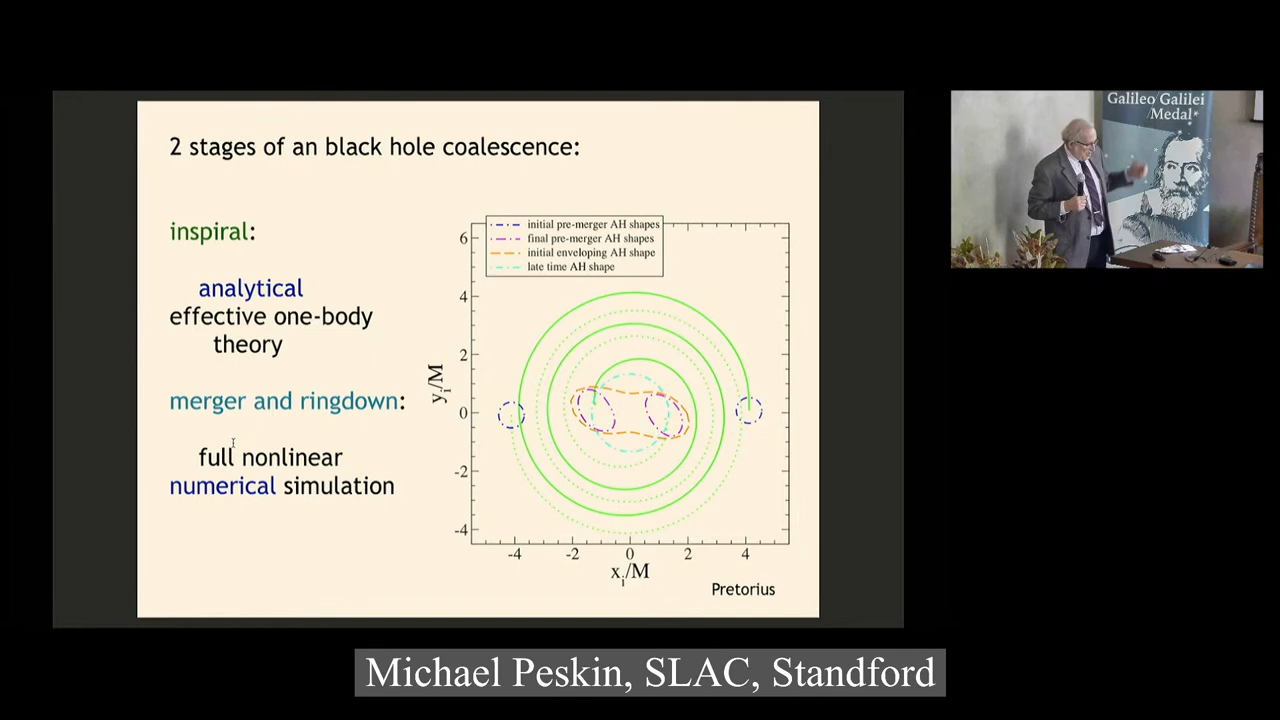 2 stages of an black hole coalescence:
inspiral:
analytical
effective one-body
theory
merger and ringdown:
full nonlinear
numerical simulation
initial pre-merger AH shapes
final pre-merger AH shapes
initial enveloping AH shape
late time AH shape
6
4
2
0
-2
-4
y_i/M
-4 -2 0 2 4
x_i/M
Pretorius
Galileo Galilei
Medal*
Michael Peskin, SLAC, Standford